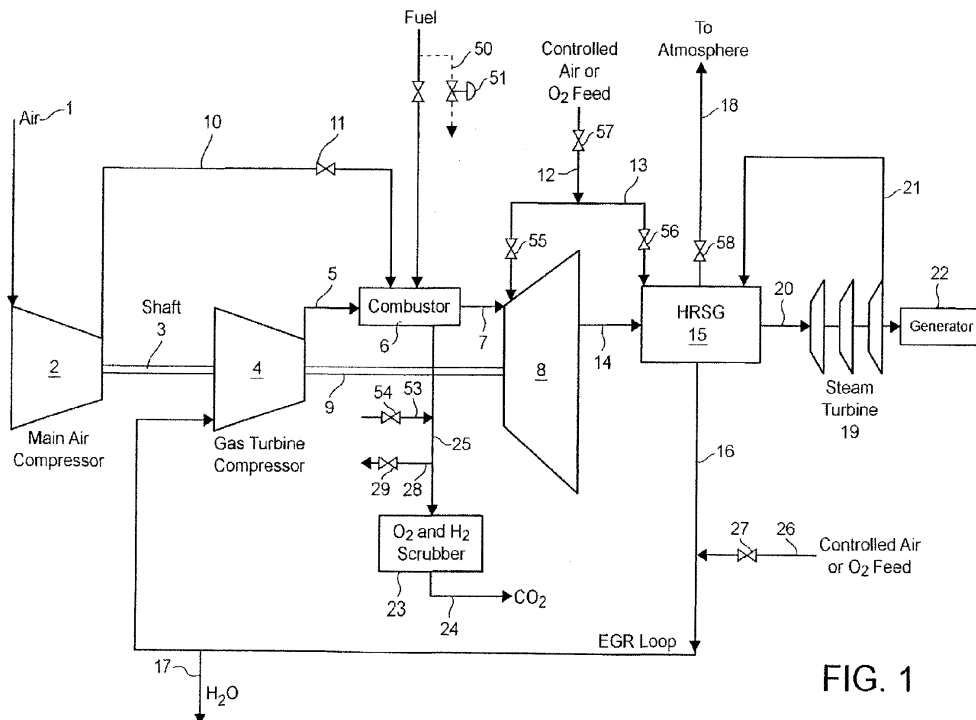 Fuel
To
Atmosphere
Controlled
Air or
O2 Feed
50
51
Air
1
10
11
57
18
12
13
21
55
56
58
5
Combustor
6
7
Shaft
3
HRSG
15
20
22
Generator
2
4
8
14
9
Main Air
Compressor
Gas Turbine
Compressor
54
53
25
Steam
Turbine
19
16
29
28
O2 and H2
Scrubber
23
24
CO2
27
26
Controlled Air
or O2 Feed
EGR Loop
17
H2O
FIG. 1